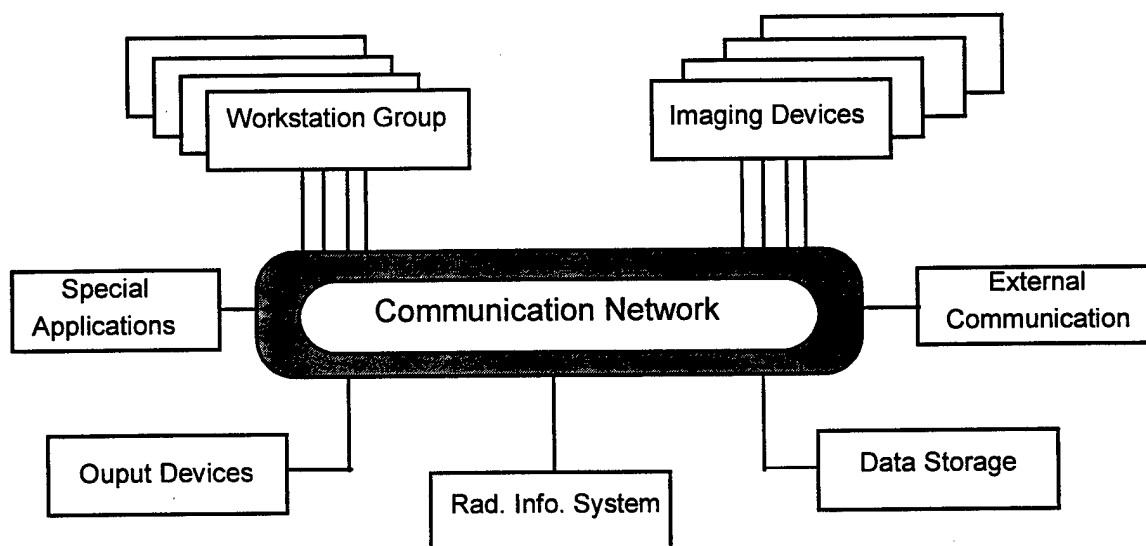 Workstation Group
Imaging Devices
Special
Applications
Communication Network
External
Communication
Ouput Devices
Rad. Info. System
Data Storage